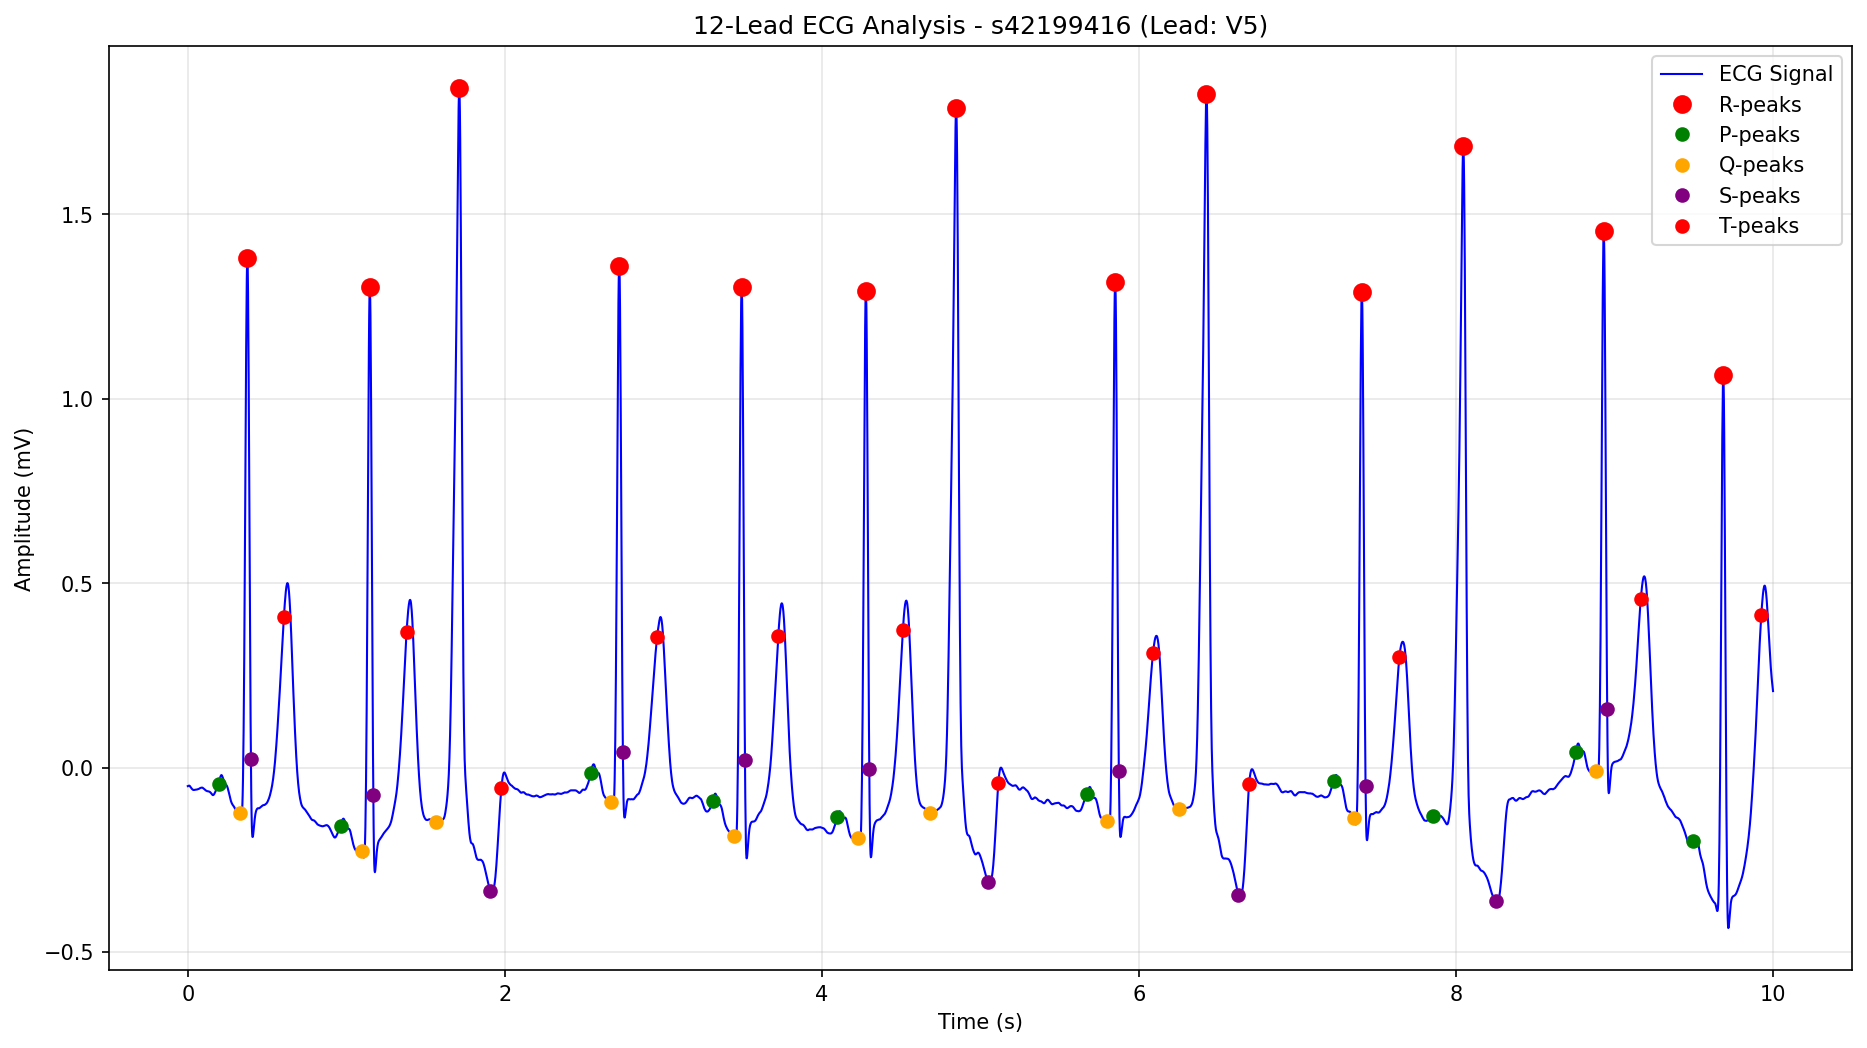 12-Lead ECG Analysis - s42199416 (Lead: V5)
ECG Signal
R-peaks
P-peaks
Q-peaks
S-peaks
T-peaks
Amplitude (mV)
1.5
1.0
0.5
0.0
−0.5
0 2 4 6 8 10
Time (s)